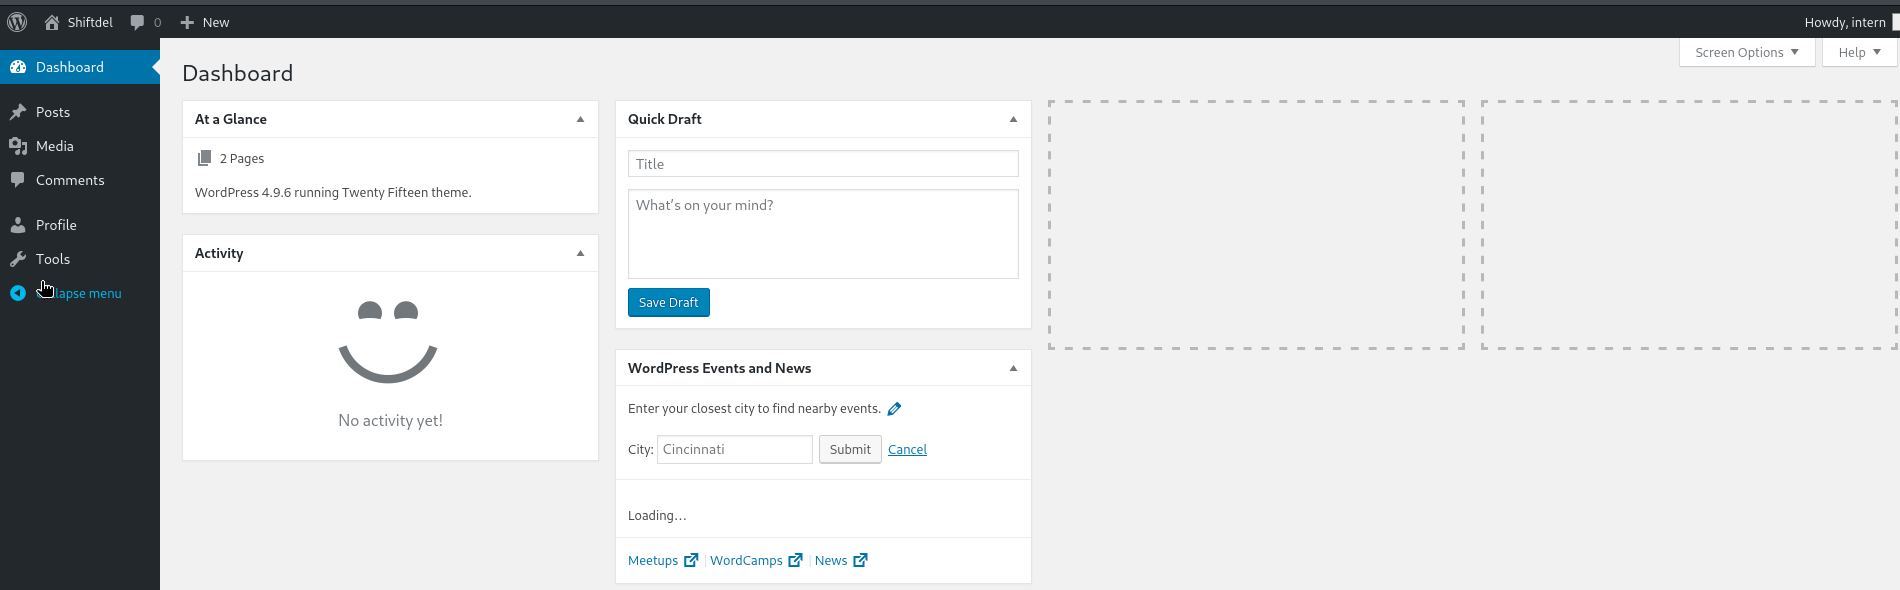 Shiftdel 0 New Howdy, intern
Screen Options Help
Dashboard
Posts
Media
Comments
Profile
Tools
lapse menu
Dashboard
At a Glance
2 Pages
WordPress 4.9.6 running Twenty Fifteen theme.
Activity
No activity yet!
Quick Draft
Title
What's on your mind?
Save Draft
WordPress Events and News
Enter your closest city to find nearby events.
City: Cincinnati Submit Cancel
Loading...
Meetups | WordCamps | News